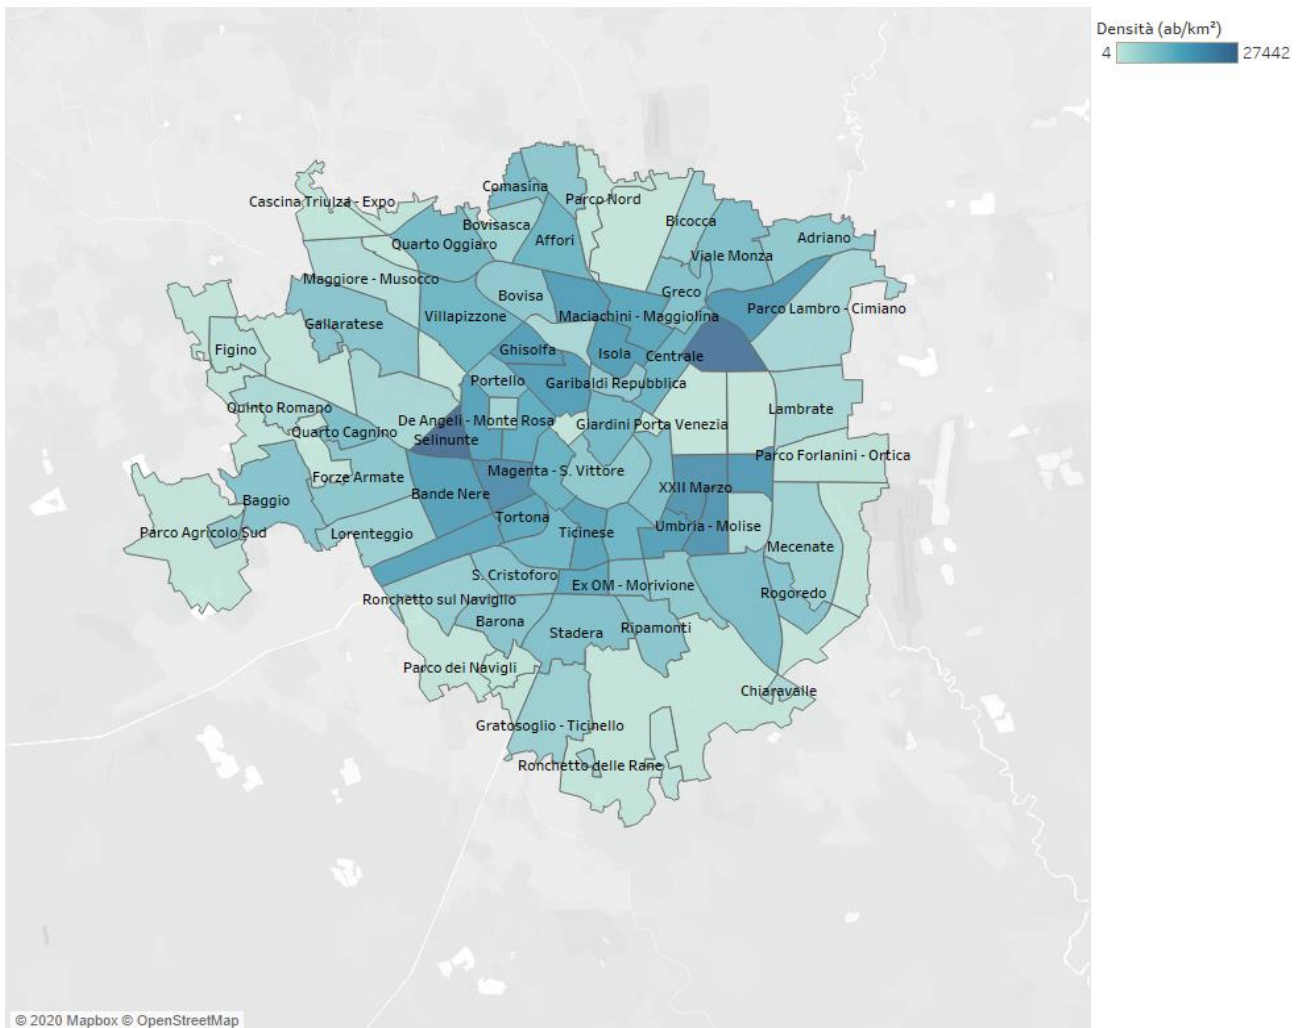 Densità (ab/km²)
4 27442
Comasina
Cascina Triulza - Expo
Parco Nord
Bovisasca
Bicocca
Quarto Oggiaro
Affori
Adriano
Viale Monza
Maggiore - Musocco
Greco
Bovisa
Parco Lambro - Cimiano
Villapizzone
Maciachini - Maggiolina
Gallaratese
Figino
Ghisolfa
Isola
Centrale
Portello
Garibaldi Repubblica
Quinto Romano
Lambrate
De Angeli - Monte Rosa
Giardini Porta Venezia
Quarto Cagnino
Selinunte
Parco Forlanini - Ortica
Magenta - S. Vittore
Forze Armate
XXII Marzo
Bande Nere
Baggio
Tortona
Umbria - Molise
Parco Agricolo Sud
Lorenteggio
Ticinese
Mecenate
S. Cristoforo
Ex OM - Morivione
Rogoredo
Ronchetto sul Naviglio
Barona
Stadera
Ripamonti
Parco dei Navigli
Chiaravalle
Gratosoglio - Ticinello
Ronchetto delle Rane
© 2020 Mapbox © OpenStreetMap